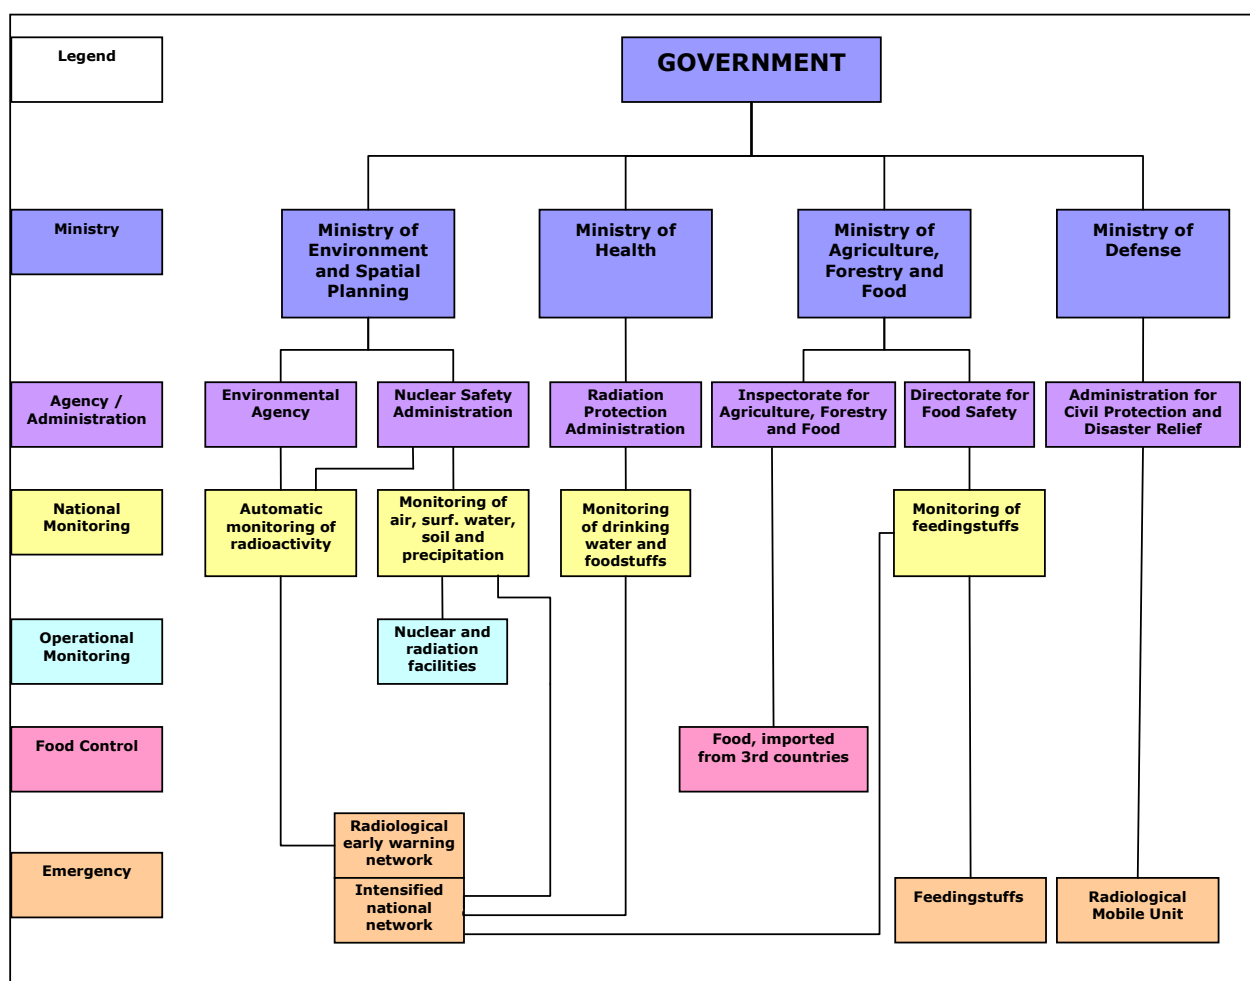 Legend
GOVERNMENT
Ministry
Ministry of
Environment
and Spatial
Planning
Ministry of
Health
Ministry of
Agriculture,
Forestry and
Food
Ministry of
Defense
Agency /
Administration
Environmental
Agency
Nuclear Safety
Administration
Radiation
Protection
Administration
Inspectorate for
Agriculture, Forestry
and Food
Directorate for
Food Safety
Administration for
Civil Protection and
Disaster Relief
National
Monitoring
Automatic
monitoring of
radioactivity
Monitoring of
air, surf. water,
soil and
precipitation
Monitoring
of drinking
water and
foodstuffs
Monitoring of
feedingstuffs
Operational
Monitoring
Nuclear and
radiation
facilities
Food Control
Food, imported
from 3rd countries
Emergency
Radiological
early warning
network
Intensified
national
network
Feedingstuffs
Radiological
Mobile Unit